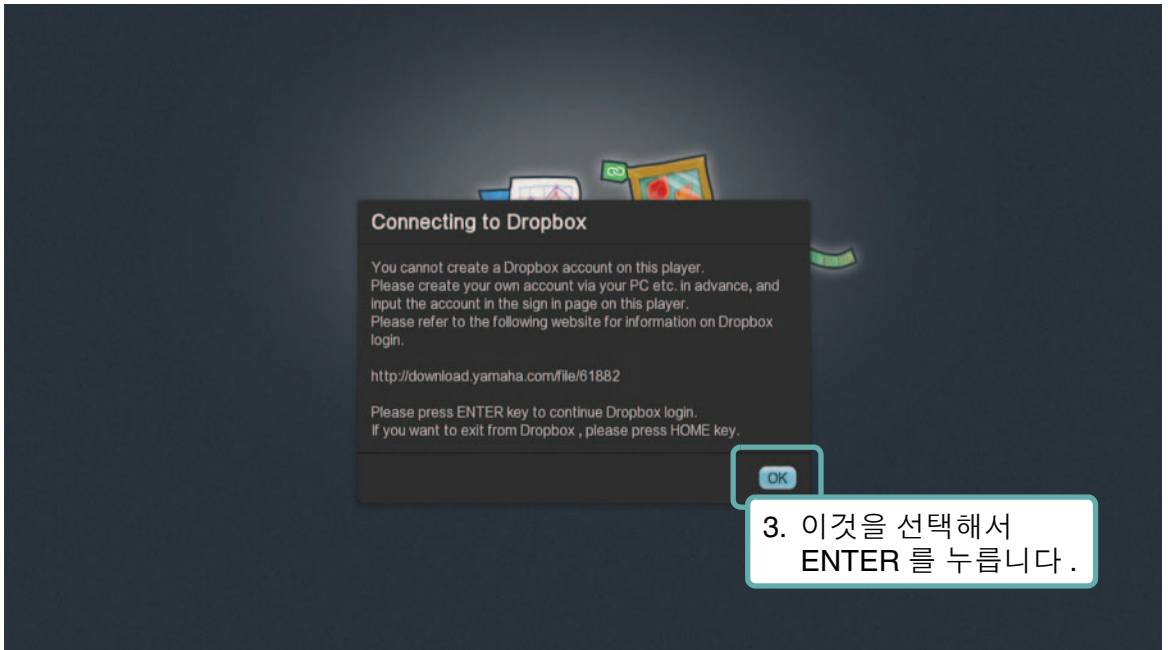 Connecting to Dropbox
You cannot create a Dropbox account on this player.
Please create your own account via your PC etc. in advance, and
input the account in the sign in page on this player.
Please refer to the following website for information on Dropbox
login.
http://download.yamaha.com/file/61882
Please press ENTER key to continue Dropbox login.
If you want to exit from Dropbox , please press HOME key.
OK
3. 이것을 선택해서
ENTER 를 누릅니다 .